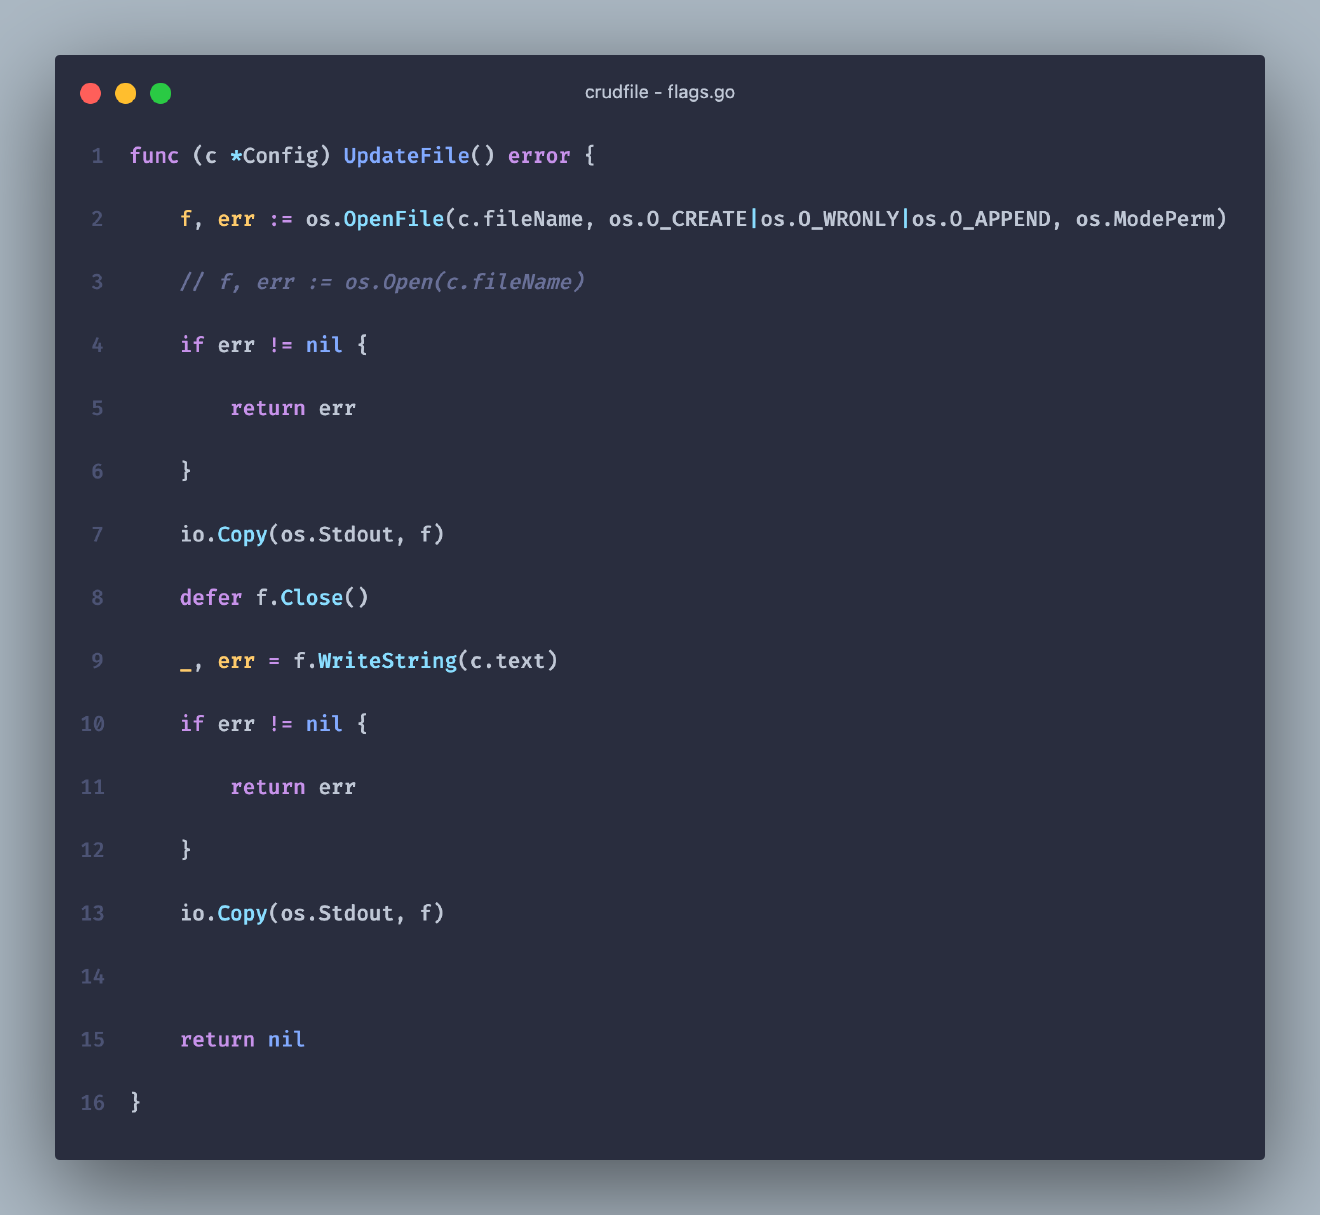 crudfile - flags.go
1 func (c *Config) UpdateFile() error {
2     f, err := os.OpenFile(c.fileName, os.O_CREATE|os.O_WRONLY|os.O_APPEND, os.ModePerm)
3     // f, err := os.Open(c.fileName)
4     if err != nil {
5         return err
6     }
7     io.Copy(os.Stdout, f)
8     defer f.Close()
9     _, err = f.WriteString(c.text)
10     if err != nil {
11         return err
12     }
13     io.Copy(os.Stdout, f)
14
15     return nil
16 }